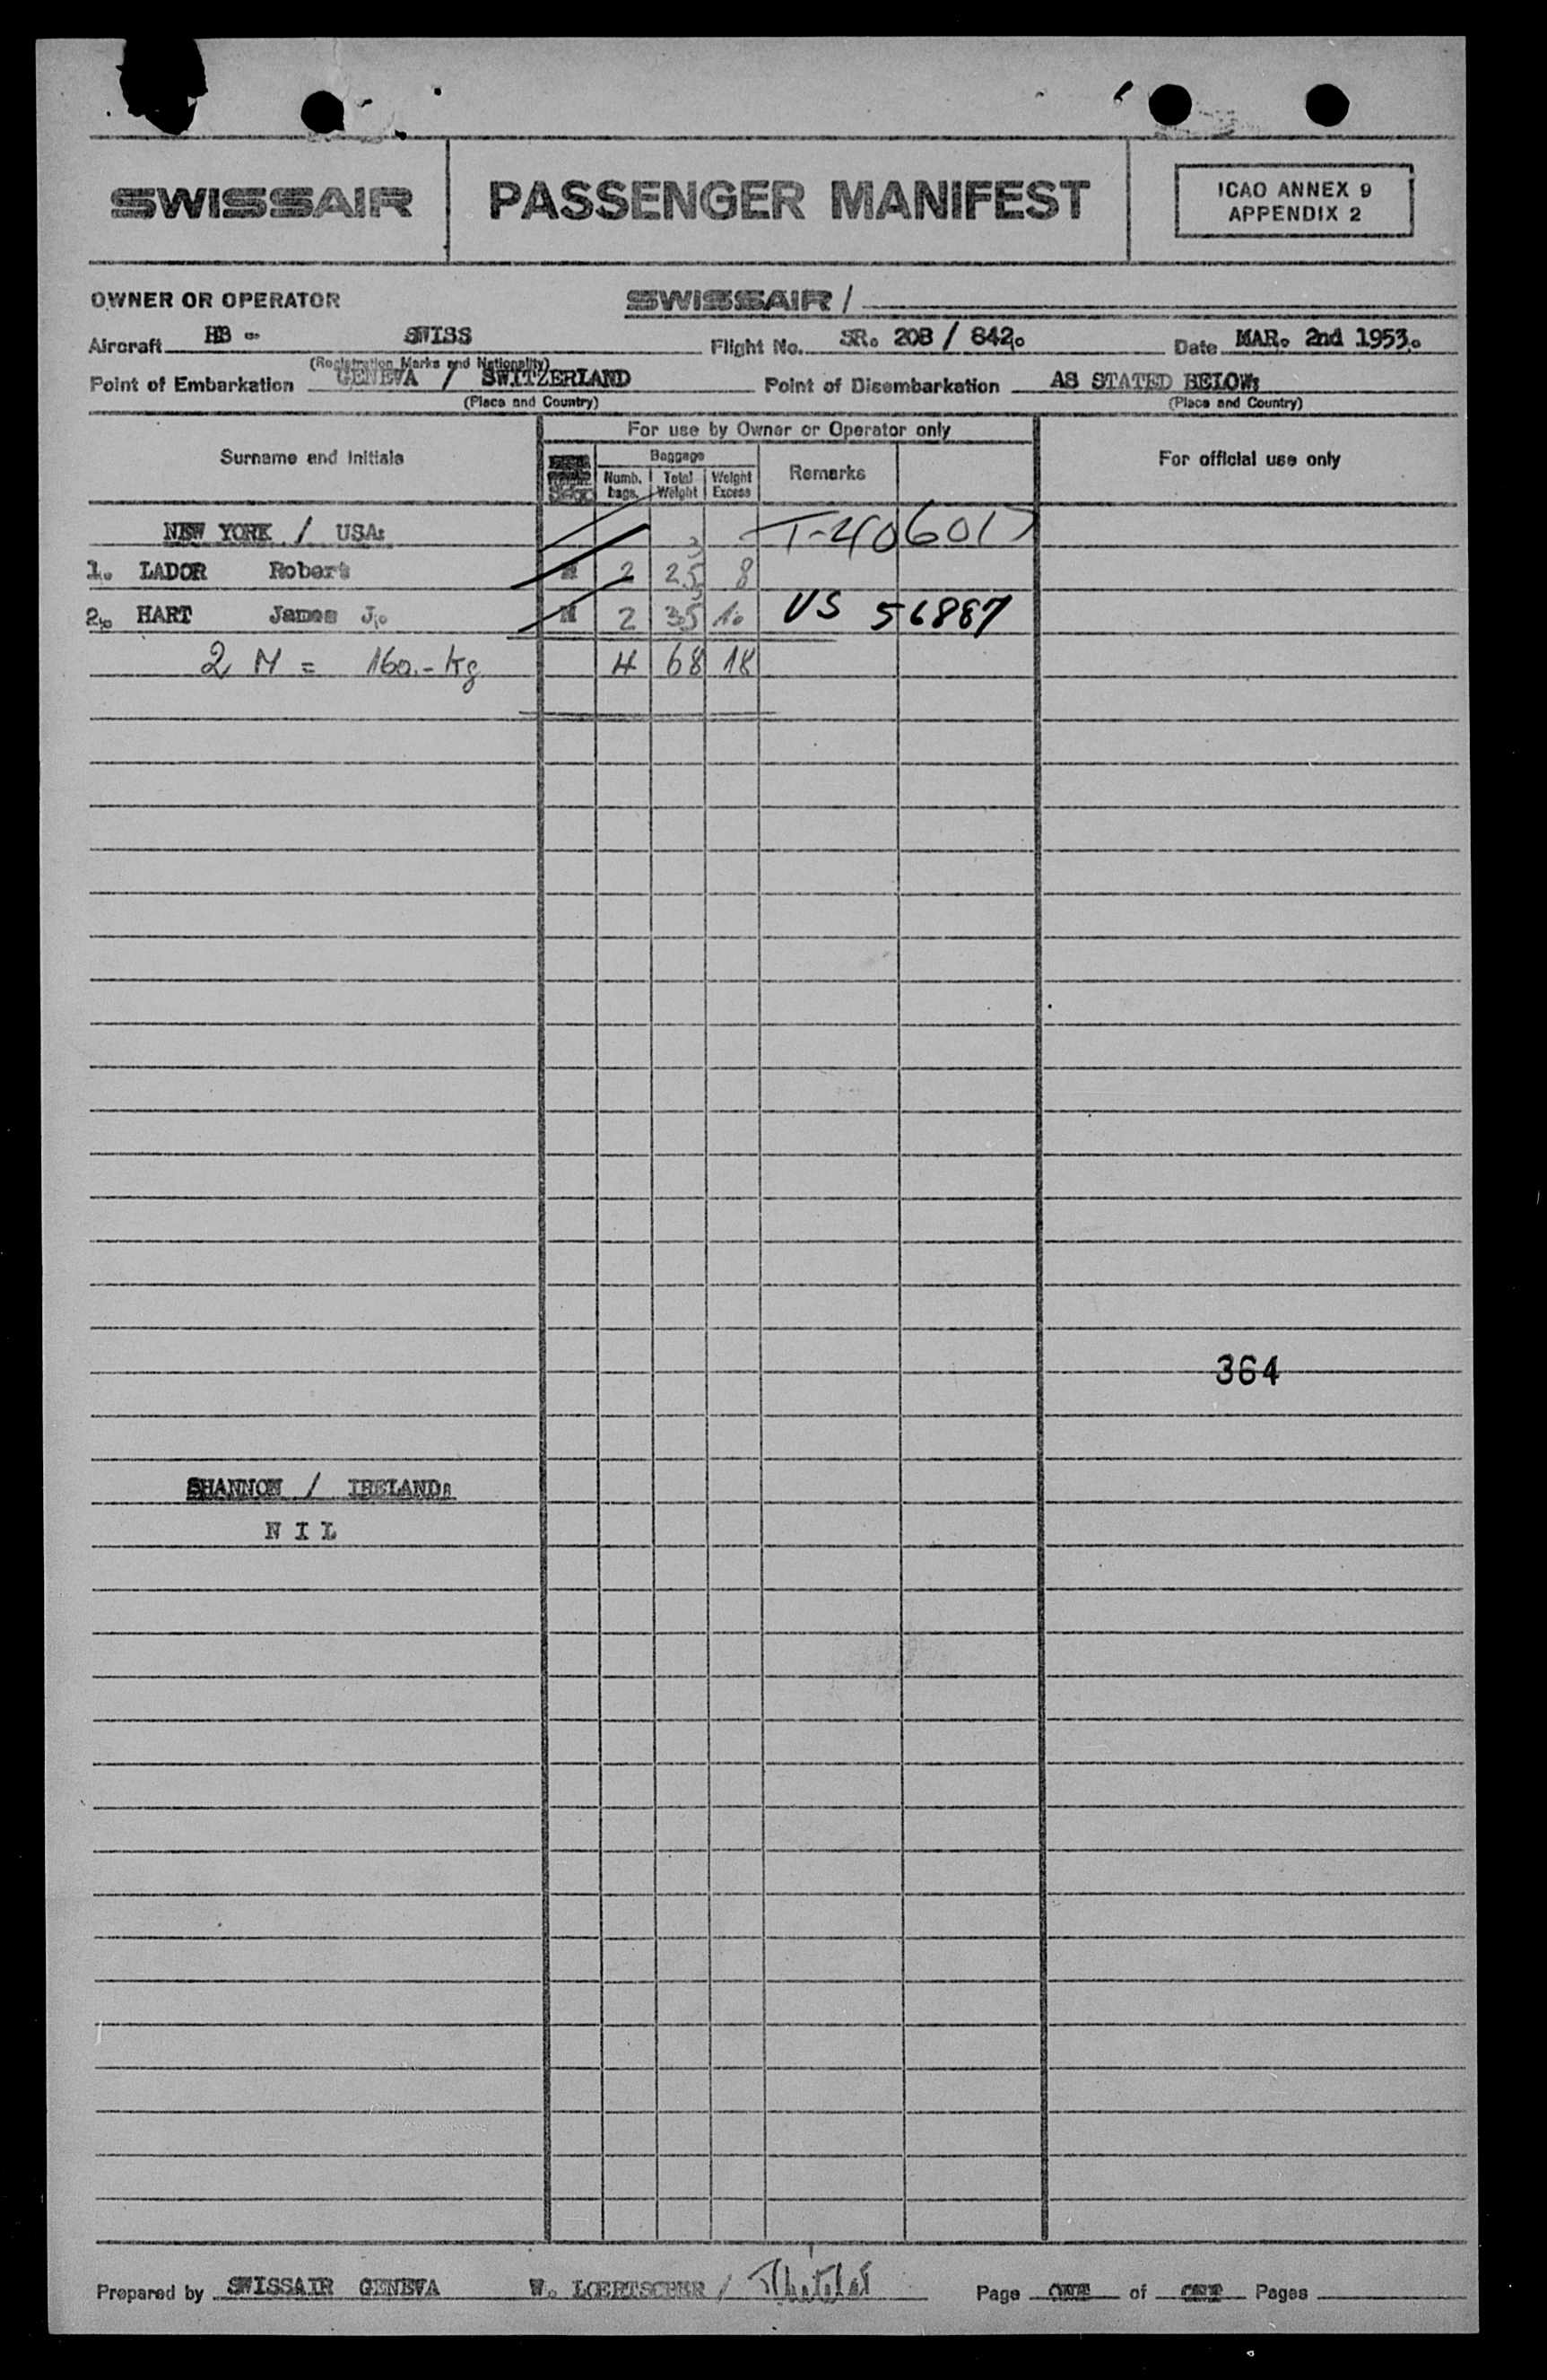 SWISSAIR PASSENGER MANIFEST ICAO ANNEX 9
APPENDIX 2
OWNER OR OPERATOR SWISSAIR /
Aircraft HB - SWISS Flight No. SR. 208 / 842. Date MAR. 2nd 1953.
(Registration Marks and Nationality)
Point of Embarkation GENEVA / SWITZERLAND Point of Disembarkation AS STATED BELOW:
(Place and Country) (Place and Country)
For use by Owner or Operator only
Surname and Initials Baggage Remarks For official use only
Numb. bags. Total Weight Weight Excess
NEW YORK / USA: T-406017
1. LADOR Robert M 2 25 8
2. HART James J. M 2 35 10 US 56887
2 M = 160.- kg 4 68 18
364
SHANNON / IRELAND:
N I L
Prepared by SWISSAIR GENEVA W. LOERTSCHER / Page ONE of ONE Pages